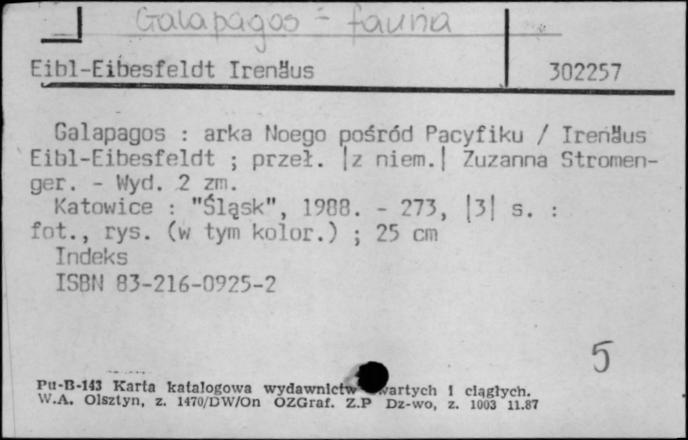 Galapagos - fauna
Eibl-Eibesfeldt Irenäus 302257
Galapagos : arka Noego pośród Pacyfiku / Irenäus
Eibl-Eibesfeldt ; przeł. |z niem.| Zuzanna Stromen-
ger. - Wyd. 2 zm.
Katowice : "Śląsk", 1988. - 273, |3| s. :
fot., rys. (w tym kolor.) ; 25 cm
Indeks
ISBN 83-216-0925-2
5
Pu-B-143 Karta katalogowa wydawnictw wartych i ciągłych.
W.A. Olsztyn, z. 1470/DW/On OZGraf. Z.P Dz-wo, z. 1003 11.87